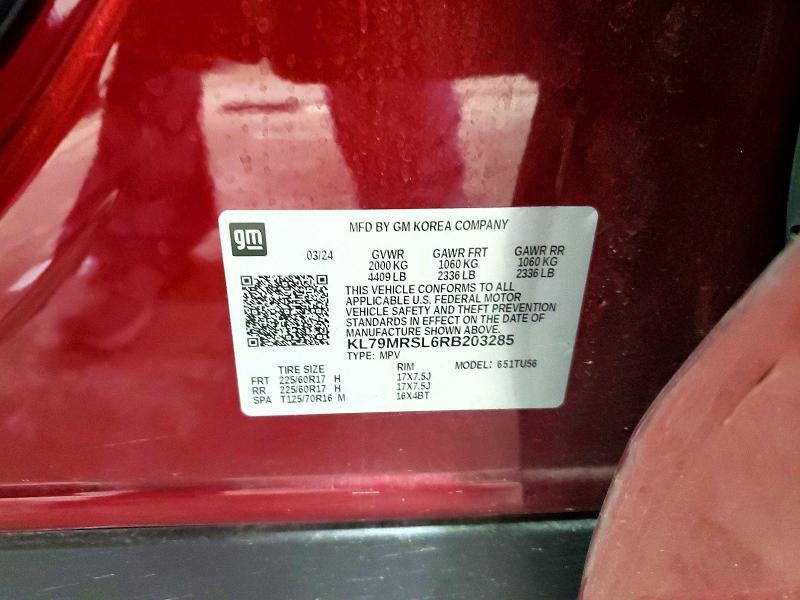 gm
MFD BY GM KOREA COMPANY
03/24 GVWR GAWR FRT GAWR RR
2000 KG 1060 KG 1060 KG
4409 LB 2336 LB 2336 LB
THIS VEHICLE CONFORMS TO ALL
APPLICABLE U.S. FEDERAL MOTOR
VEHICLE SAFETY AND THEFT PREVENTION
STANDARDS IN EFFECT ON THE DATE OF
MANUFACTURE SHOWN ABOVE.
KL79MRSL6RB203285
TYPE: MPV
TIRE SIZE RIM MODEL: 651TU56
FRT 225/60R17 H 17X7.5J
RR 225/60R17 H 17X7.5J
SPA T125/70R16 M 16X4BT